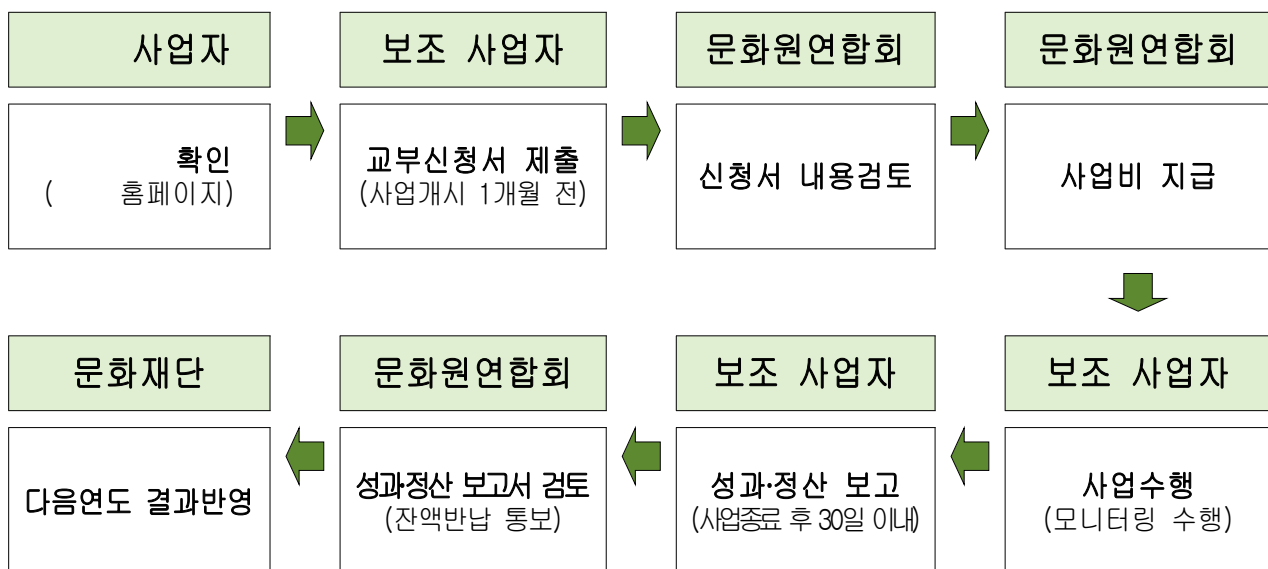 사업자
확인
( 홈페이지)
보조 사업자
교부신청서 제출
(사업개시 1개월 전)
문화원연합회
신청서 내용검토
문화원연합회
사업비 지급
보조 사업자
사업수행
(모니터링 수행)
보조 사업자
성과·정산 보고
(사업종료 후 30일 이내)
문화원연합회
성과·정산 보고서 검토
(잔액반납 통보)
문화재단
다음연도 결과반영